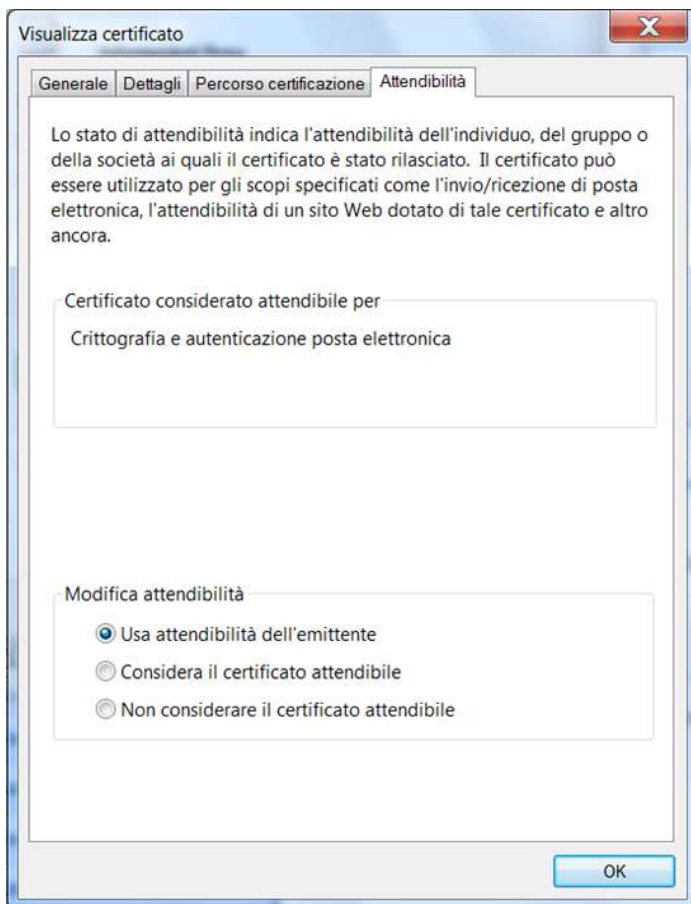 Visualizza certificato
Generale Dettagli Percorso certificazione Attendibilità
Lo stato di attendibilità indica l'attendibilità dell'individuo, del gruppo o
della società ai quali il certificato è stato rilasciato. Il certificato può
essere utilizzato per gli scopi specificati come l'invio/ricezione di posta
elettronica, l'attendibilità di un sito Web dotato di tale certificato e altro
ancora.
Certificato considerato attendibile per
Crittografia e autenticazione posta elettronica
Modifica attendibilità
Usa attendibilità dell'emittente
Considera il certificato attendibile
Non considerare il certificato attendibile
OK